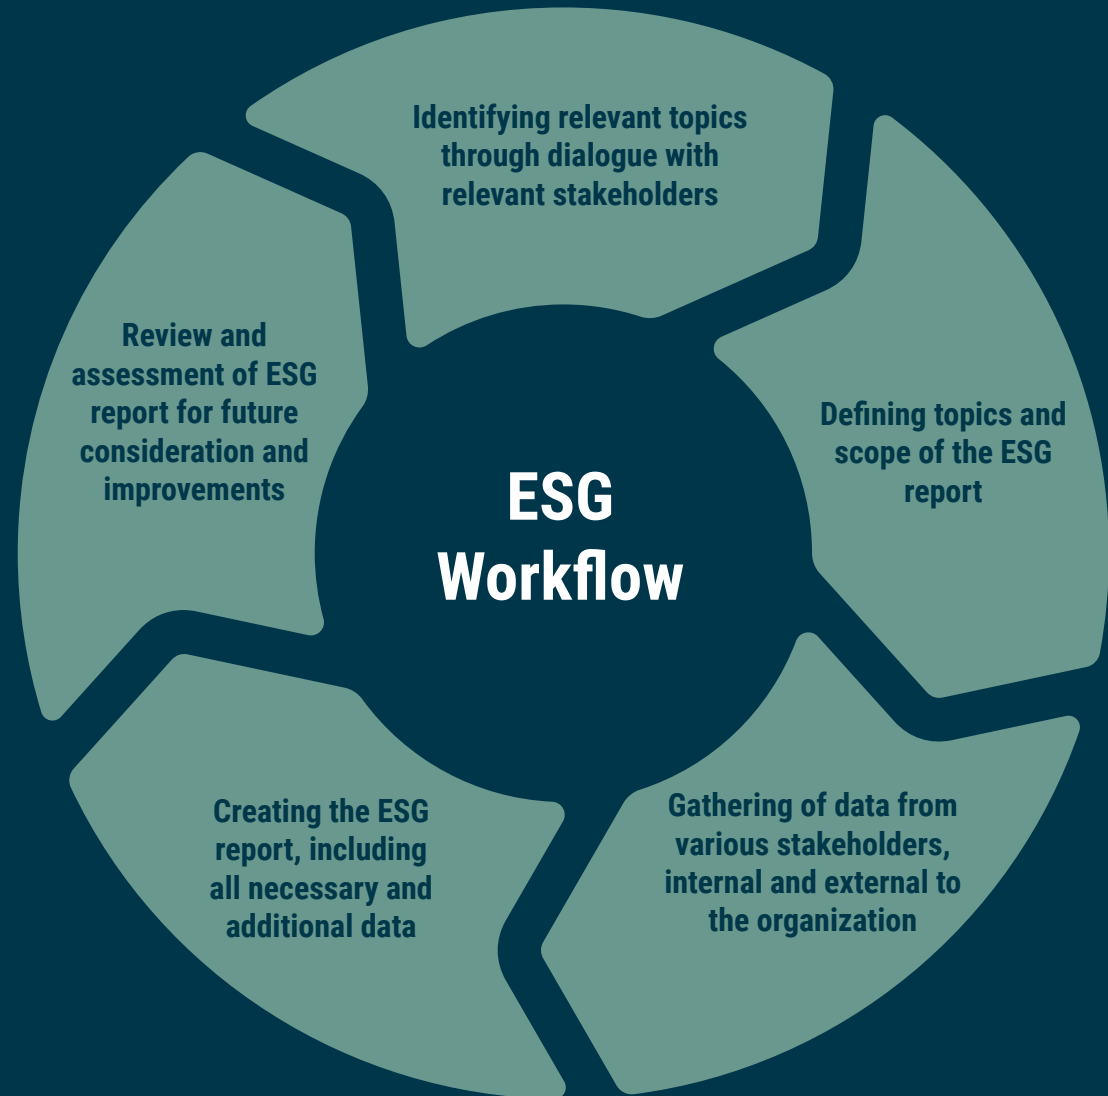 Identifying relevant topics
through dialogue with
relevant stakeholders
Defining topics and
scope of the ESG
report
Gathering of data from
various stakeholders,
internal and external to
the organization
Creating the ESG
report, including
all necessary and
additional data
Review and
assessment of ESG
report for future
consideration and
improvements
ESG
Workflow